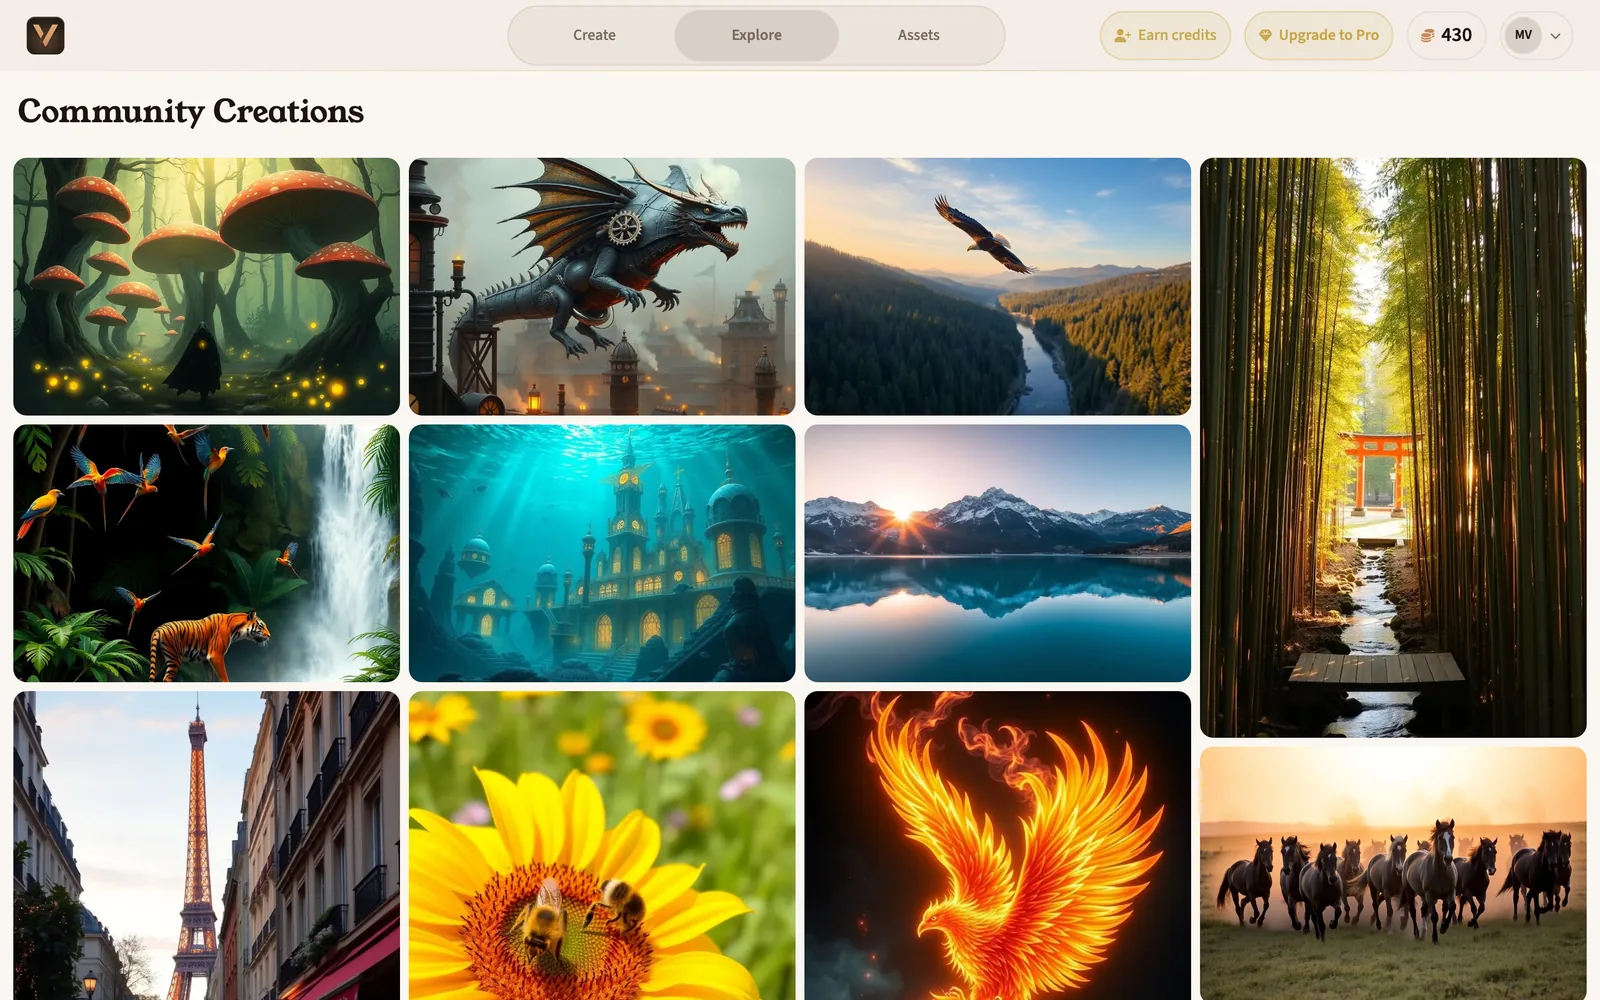 Create
Explore
Assets
Earn credits
Upgrade to Pro
430
MV
Community Creations